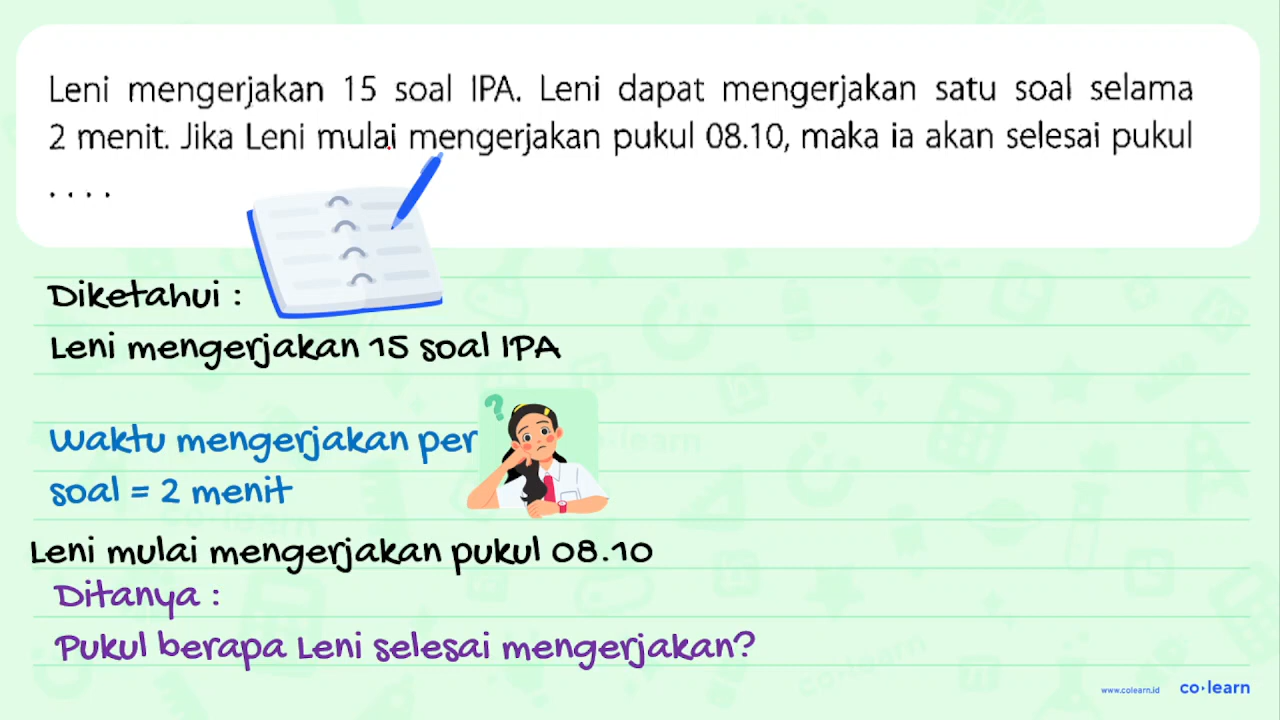 Leni mengerjakan 15 soal IPA. Leni dapat mengerjakan satu soal selama
2 menit. Jika Leni mulai mengerjakan pukul 08.10, maka ia akan selesai pukul
. . . .
Diketahui :
Leni mengerjakan 15 soal IPA
?
Waktu mengerjakan per
soal = 2 menit
Leni mulai mengerjakan pukul 08.10
Ditanya :
Pukul berapa Leni selesai mengerjakan?
www.colearn.id co·learn